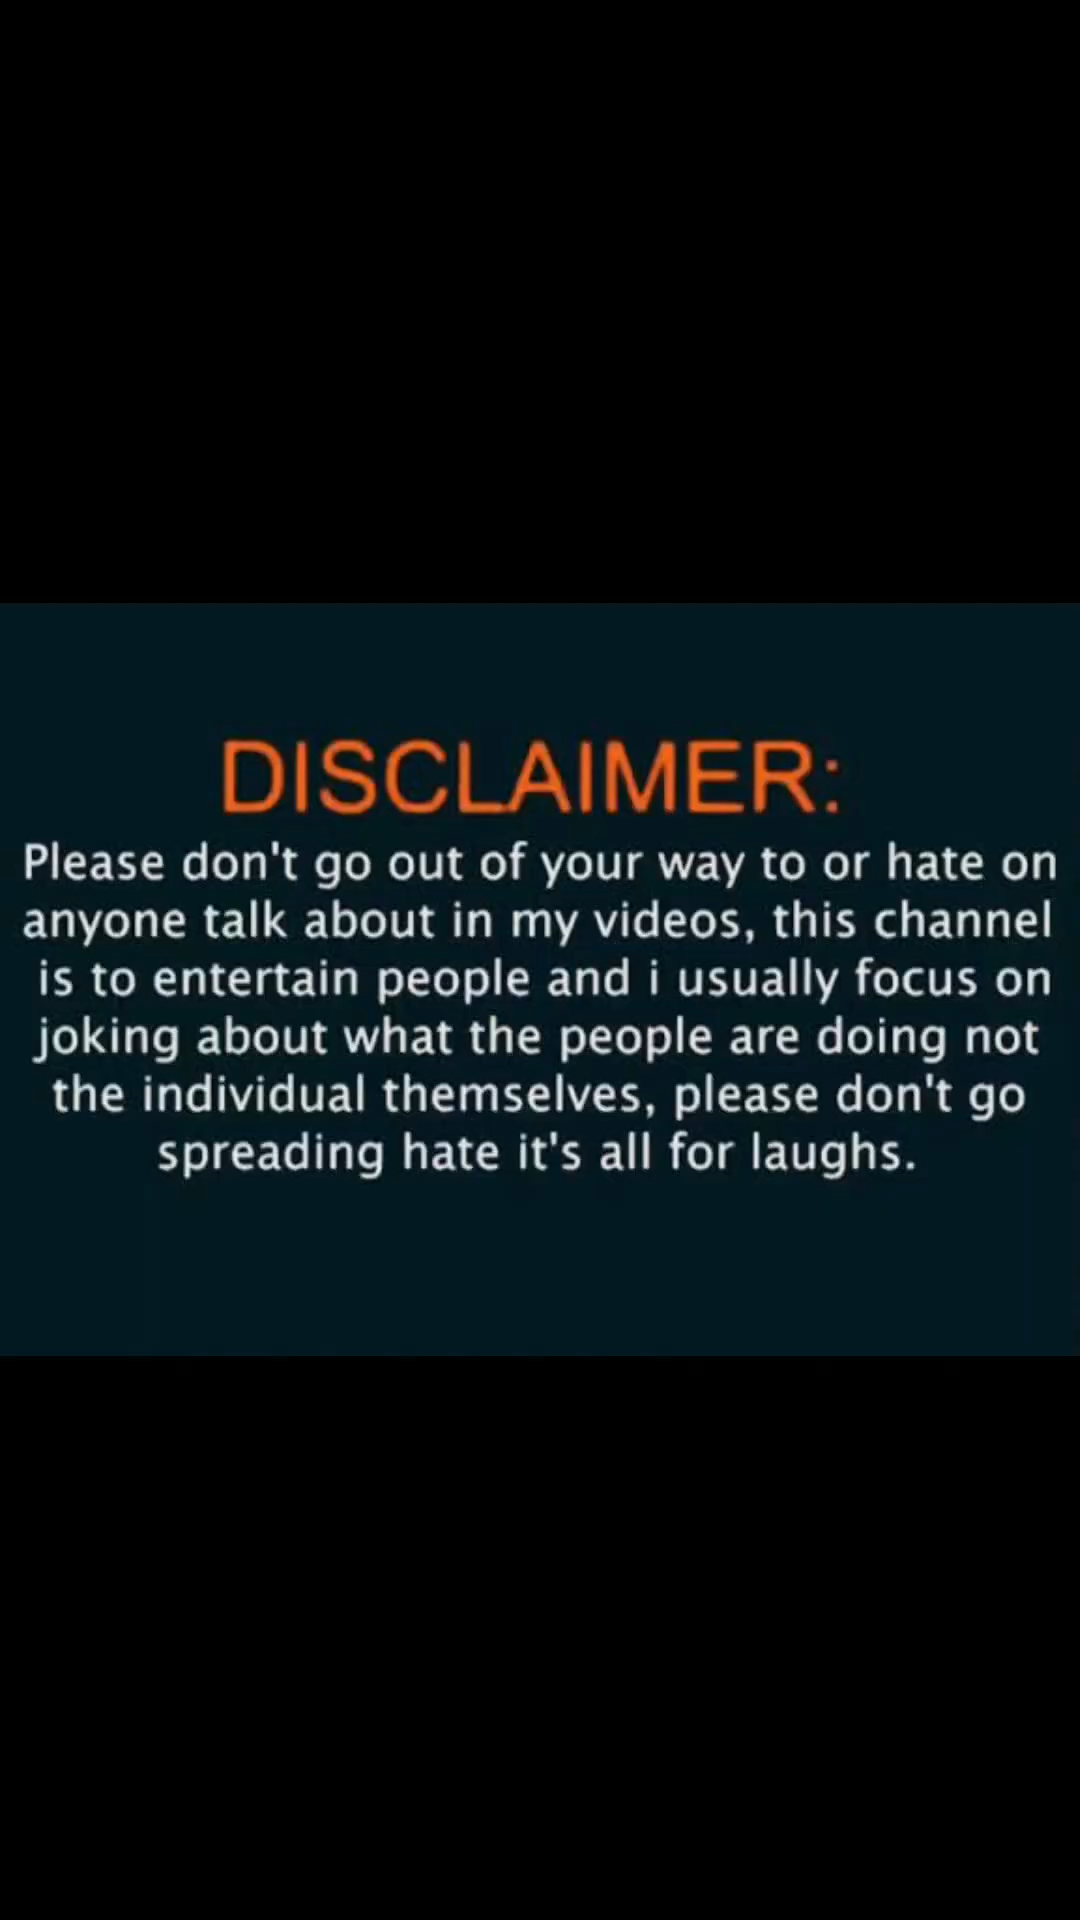 DISCLAIMER:
Please don't go out of your way to or hate on
anyone talk about in my videos, this channel
is to entertain people and i usually focus on
joking about what the people are doing not
the individual themselves, please don't go
spreading hate it's all for laughs.